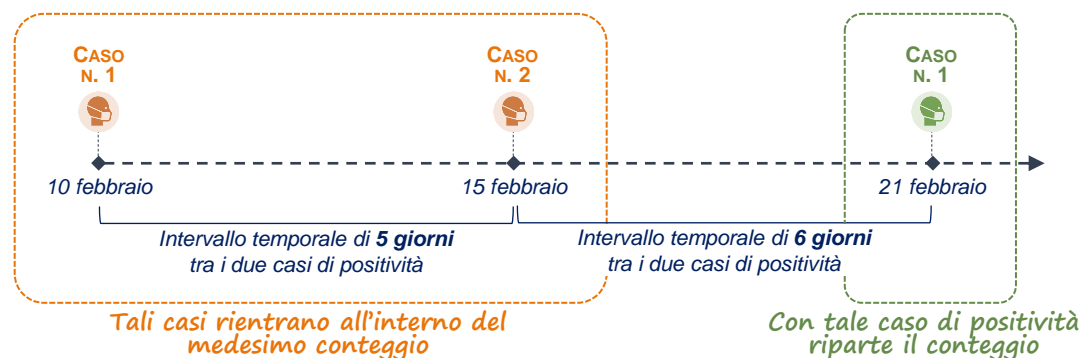 CASO
N. 1
CASO
N. 2
CASO
N. 1
10 febbraio
15 febbraio
21 febbraio
Intervallo temporale di 5 giorni
tra i due casi di positività
Intervallo temporale di 6 giorni
tra i due casi di positività
Tali casi rientrano all'interno del
medesimo conteggio
Con tale caso di positività
riparte il conteggio